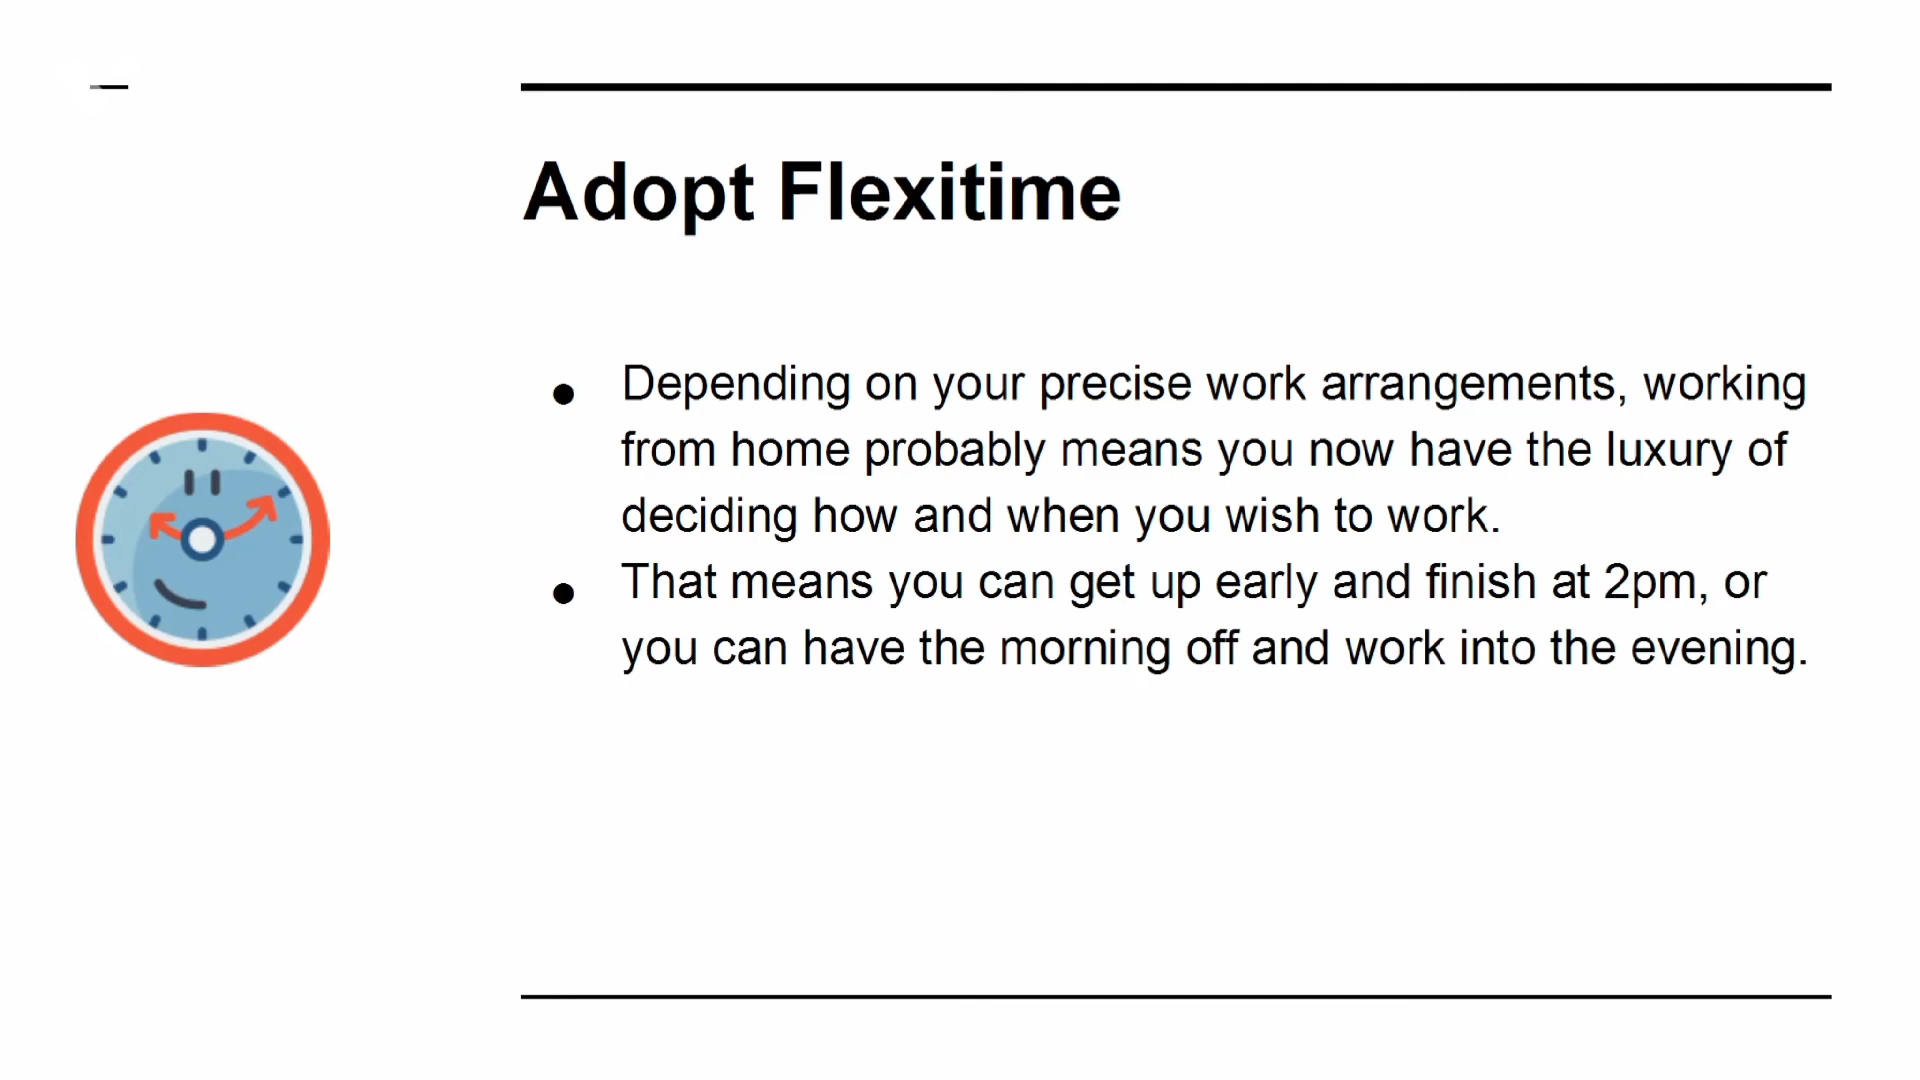 Adopt Flexitime
● Depending on your precise work arrangements, working
from home probably means you now have the luxury of
deciding how and when you wish to work.
● That means you can get up early and finish at 2pm, or
you can have the morning off and work into the evening.